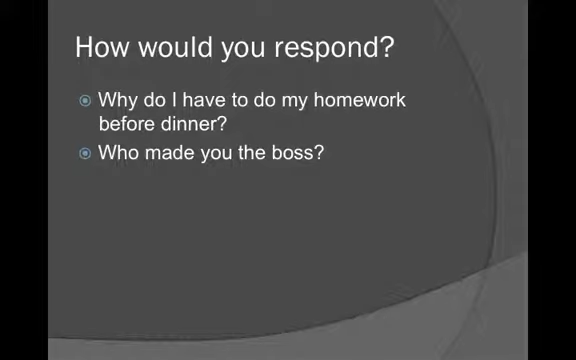 How would you respond?
Why do I have to do my homework
before dinner?
Who made you the boss?